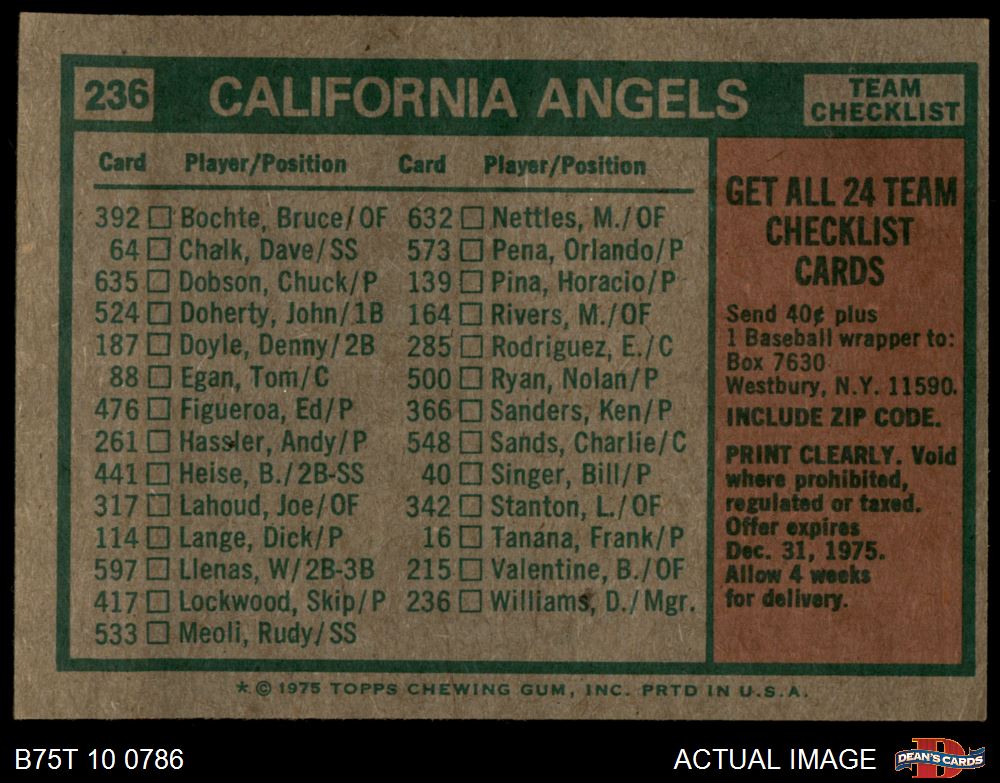 236 CALIFORNIA ANGELS TEAM CHECKLIST
Card Player/Position Card Player/Position
392 Bochte, Bruce/OF 632 Nettles, M./OF
64 Chalk, Dave/SS 573 Pena, Orlando/P
635 Dobson, Chuck/P 139 Pina, Horacio/P
524 Doherty, John/1B 164 Rivers, M./OF
187 Doyle, Denny/2B 285 Rodriguez, E./C
88 Egan, Tom/C 500 Ryan, Nolan/P
476 Figueroa, Ed/P 366 Sanders, Ken/P
261 Hassler, Andy/P 548 Sands, Charlie/C
441 Heise, B./2B-SS 40 Singer, Bill/P
317 Lahoud, Joe/OF 342 Stanton, L./OF
114 Lange, Dick/P 16 Tanana, Frank/P
597 Llenas, W/2B-3B 215 Valentine, B./OF
417 Lockwood, Skip/P 236 Williams, D./Mgr.
533 Meoli, Rudy/SS
GET ALL 24 TEAM
CHECKLIST
CARDS
Send 40¢ plus
1 Baseball wrapper to:
Box 7630
Westbury, N.Y. 11590.
INCLUDE ZIP CODE.
PRINT CLEARLY. Void
where prohibited,
regulated or taxed.
Offer expires
Dec. 31, 1975.
Allow 4 weeks
for delivery.
* © 1975 TOPPS CHEWING GUM, INC. PRTD IN U.S.A.
B75T 10 0786 ACTUAL IMAGE DEAN'S CARDS